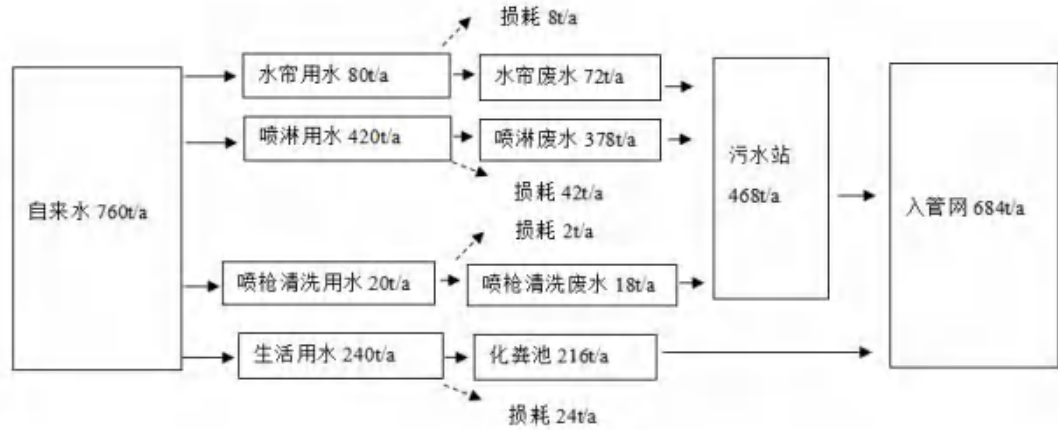 损耗 8t/a
水帘用水 80t/a
水帘废水 72t/a
喷淋用水 420t/a
喷淋废水 378t/a
污水站
468t/a
损耗 42t/a
自来水 760t/a
入管网 684t/a
损耗 2t/a
喷枪清洗用水 20t/a
喷枪清洗废水 18t/a
生活用水 240t/a
化粪池 216t/a
损耗 24t/a